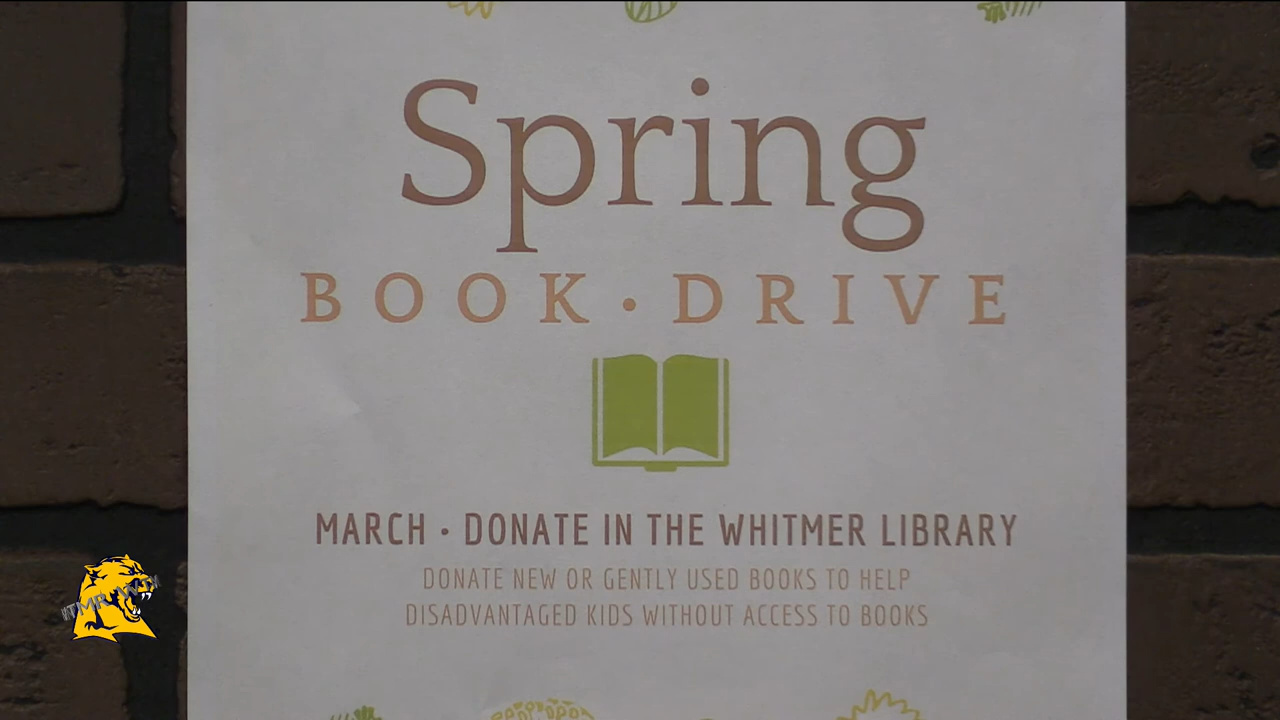 Spring
BOOK • DRIVE
MARCH • DONATE IN THE WHITMER LIBRARY
DONATE NEW OR GENTLY USED BOOKS TO HELP
DISADVANTAGED KIDS WITHOUT ACCESS TO BOOKS